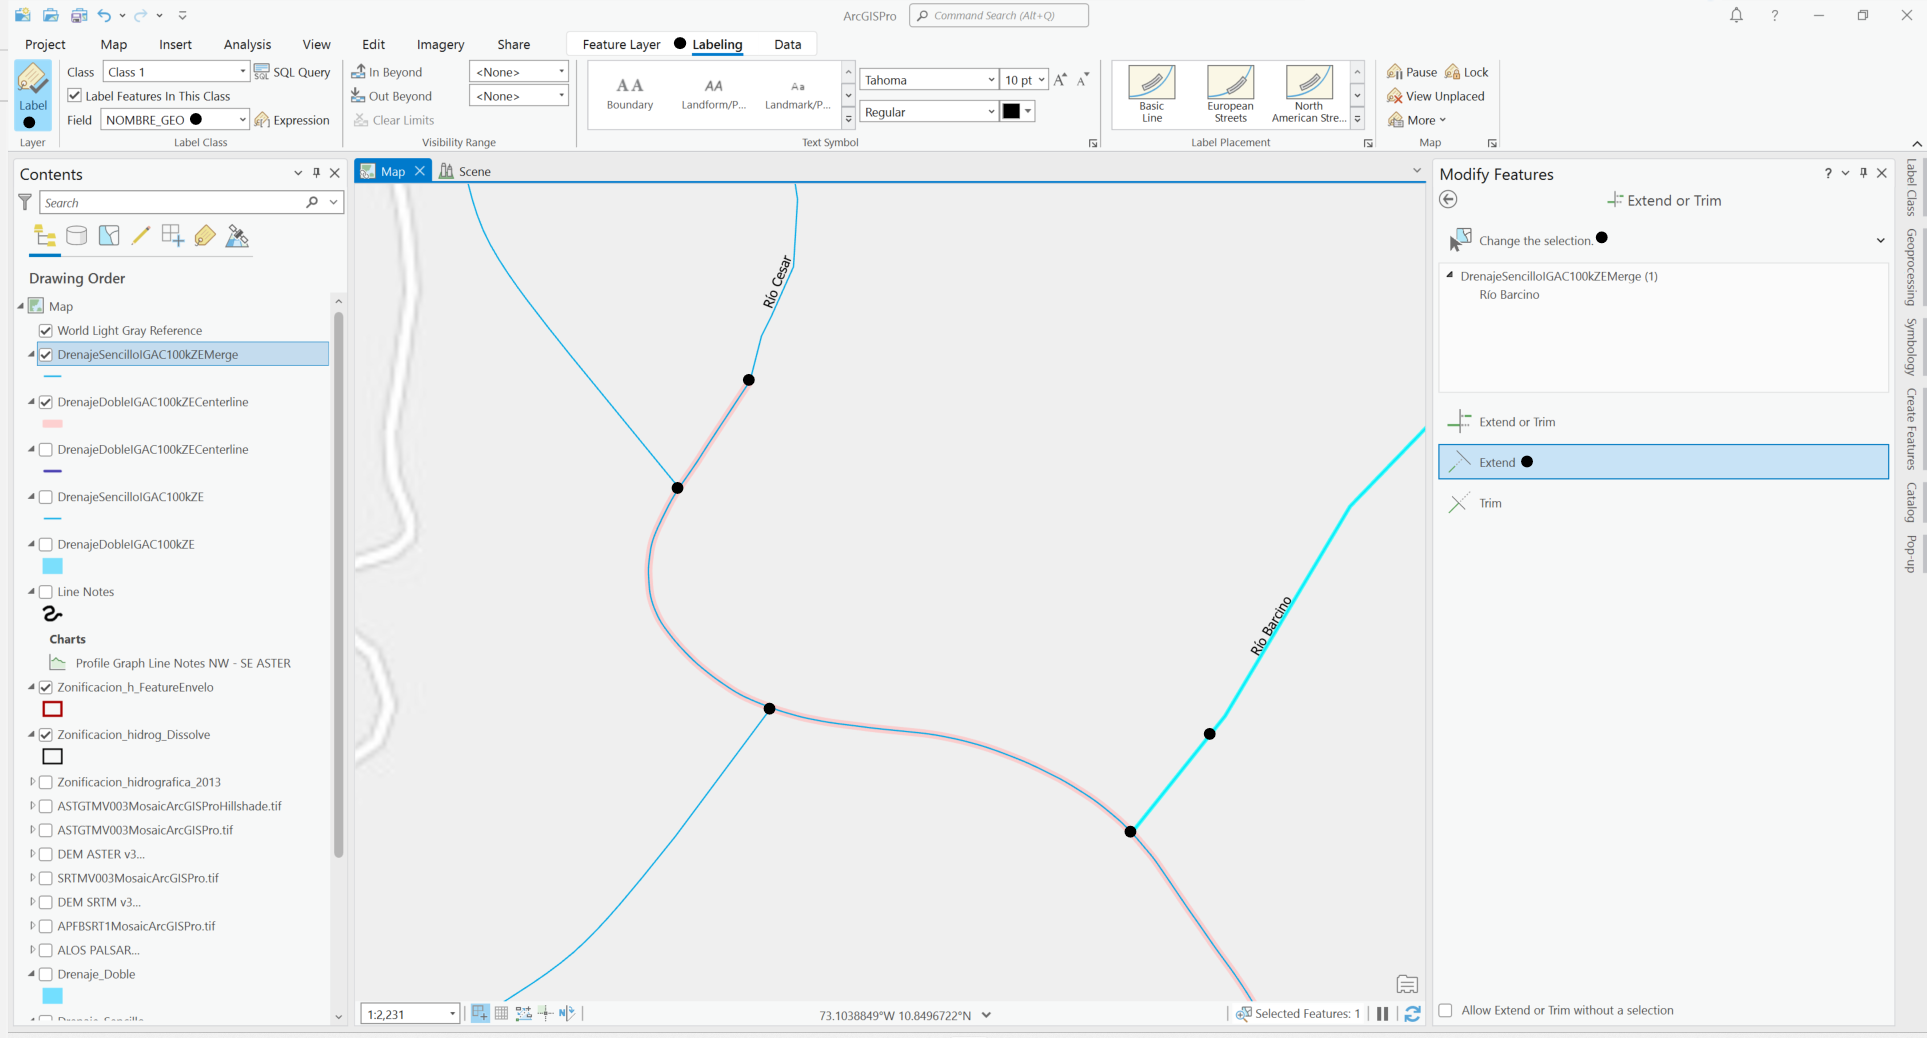 ArcGISPro
Command Search (Alt+Q)
Project Map Insert Analysis View Edit Imagery Share Feature Layer Labeling Data
Label
Layer
Class Class 1 SQL Query
Label Features In This Class
Field NOMBRE_GEO Expression
Label Class
In Beyond <None>
Out Beyond <None>
Clear Limits
Visibility Range
AA AA Aa
Boundary Landform/P... Landmark/P...
Tahoma 10 pt
Regular
Text Symbol
Basic Line
European Streets
North American Stre...
Label Placement
Pause Lock
View Unplaced
More
Map
Contents
Search
Drawing Order
Map
World Light Gray Reference
DrenajeSencilloIGAC100kZEMerge
DrenajeDobleIGAC100kZECenterline
DrenajeDobleIGAC100kZECenterline
DrenajeSencilloIGAC100kZE
DrenajeDobleIGAC100kZE
Line Notes
Charts
Profile Graph Line Notes NW - SE ASTER
Zonificacion_h_FeatureEnvelo
Zonificacion_hidrog_Dissolve
Zonificacion_hidrografica_2013
ASTGTMV003MosaicArcGISProHillshade.tif
ASTGTMV003MosaicArcGISPro.tif
DEM ASTER v3...
SRTMV003MosaicArcGISPro.tif
DEM SRTM v3...
APFBSRT1MosaicArcGISPro.tif
ALOS PALSAR...
Drenaje_Doble
Map Scene
Río Cesar
Río Barcino
1:2,231
73.1038849°W 10.8496722°N
Selected Features: 1
Modify Features
Extend or Trim
Change the selection.
DrenajeSencilloIGAC100kZEMerge (1)
Río Barcino
Extend or Trim
Extend
Trim
Allow Extend or Trim without a selection
Label Class
Geoprocessing
Symbology
Create Features
Catalog
Pop-up